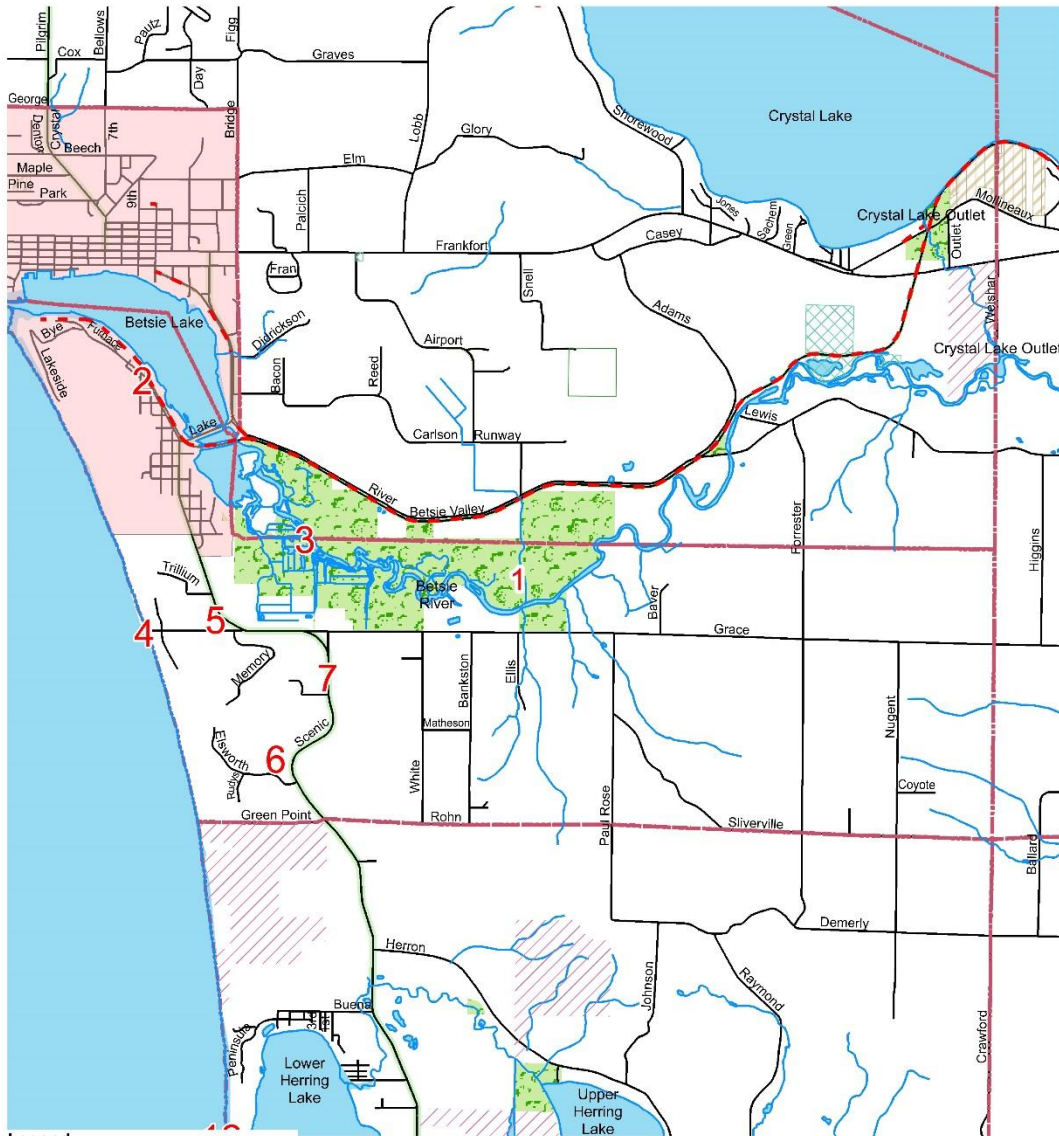 Pilgrim
Bellows
Pautz
Figg
Cox
Day
Graves
George
Denton
Crystal
7th
Bridge
Lobb
Shorewood
Crystal Lake
Beech
Glory
Maple
Elm
Pine
Park
9th
Palcich
Jones
Sachem
Green
Mollineaux
Crystal Lake Outlet
Outlet
Frankfort
Casey
Fran
Snell
Weishar
Betsie Lake
Bye
Furnace
Didrickson
Adams
Airport
Crystal Lake Outlet
Lakeside
2
Bacon
Reed
Lewis
Lake
Carlson
Runway
River
Betsie Valley
Forrester
Higgins
3
Trillium
1
Betsie
River
Baver
5
4
Grace
Memory
7
Bankston
Ellis
Nugent
Scenic
Matheson
Elsworth
6
Rudys
White
Paul Rose
Coyote
Green Point
Rohn
Sliverville
Ballard
Demerly
Herron
Johnson
Raymond
Buena
3rd
1st
Peninsula
Crawford
Lower
Herring
Lake
Upper
Herring
Lake